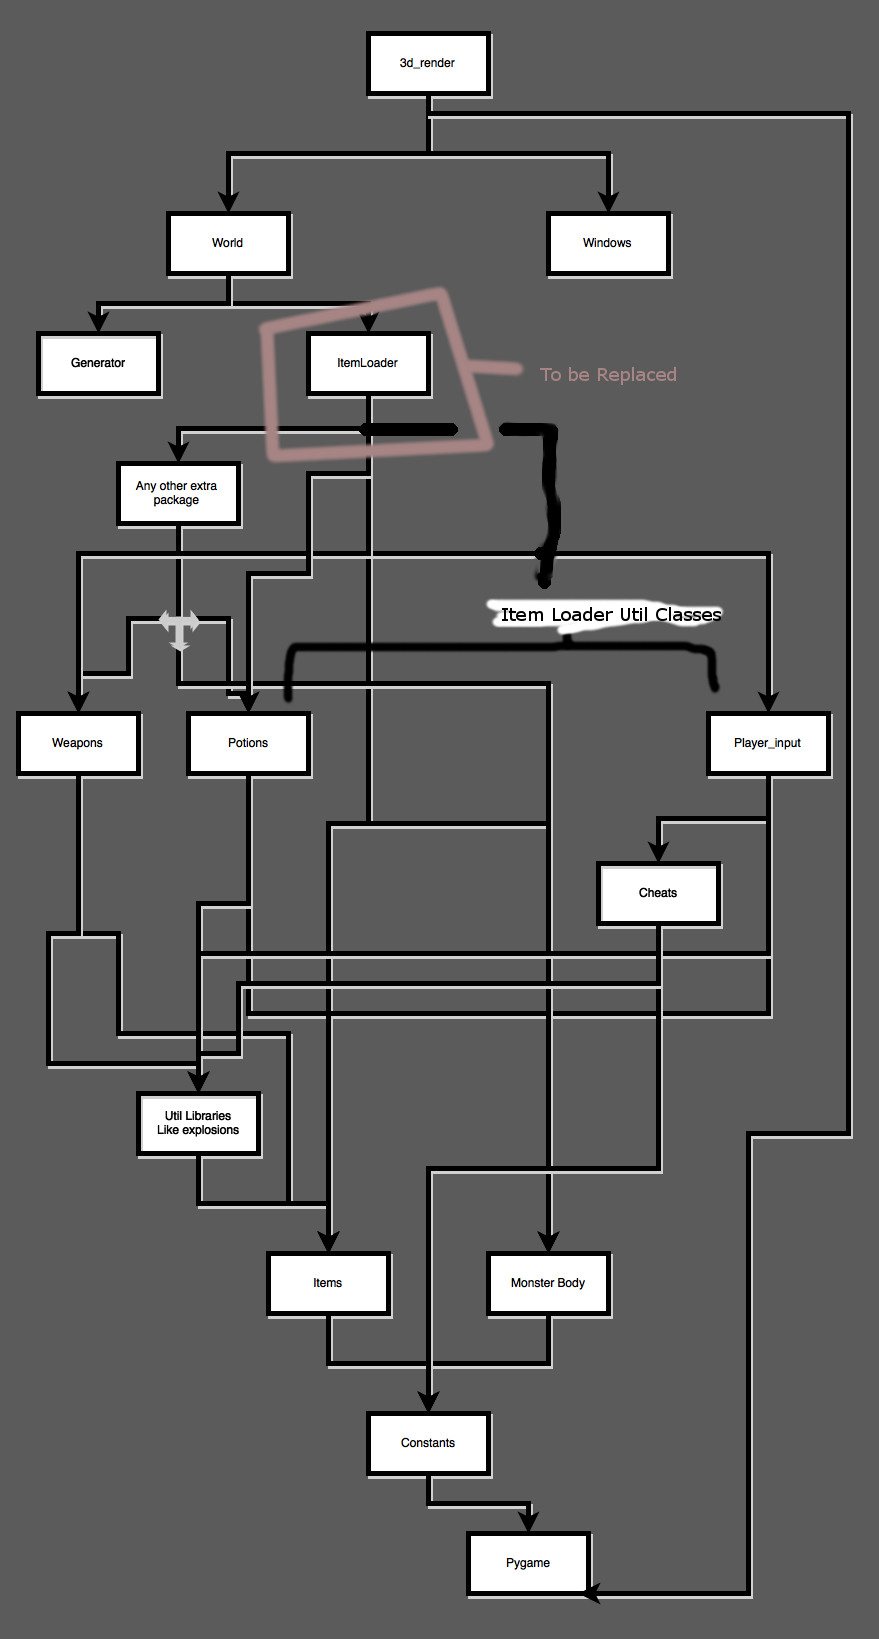 3d_render
World
Windows
Generator
ItemLoader
To be Replaced
Any other extra
package
Item Loader Util Classes
Weapons
Potions
Player_input
Cheats
Util Libraries
Like explosions
Items
Monster Body
Constants
Pygame